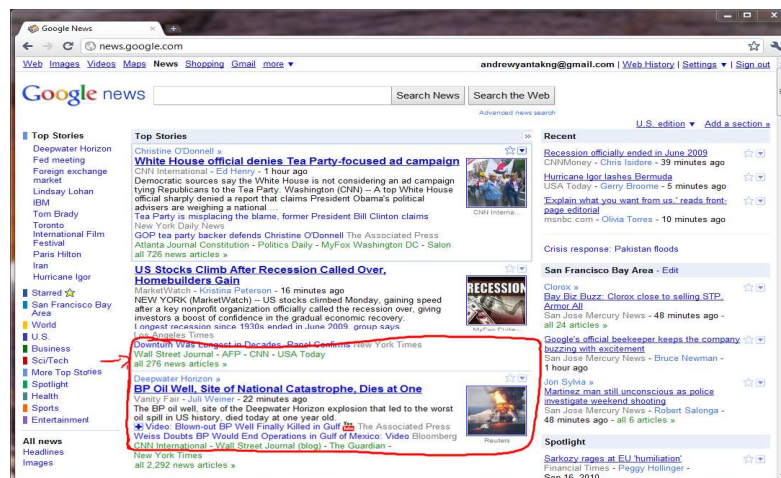 Google News
news.google.com
Web Images Videos Maps News Shopping Gmail more ▼
andrewyantakng@gmail.com | Web History | Settings ▼ | Sign out
Google news
Search News
Search the Web
Advanced news search
U.S. edition ▼ Add a section »
Top Stories
Deepwater Horizon
Fed meeting
Foreign exchange
market
Lindsay Lohan
IBM
Tom Brady
Toronto
International Film
Festival
Paris Hilton
Iran
Hurricane Igor
Starred
San Francisco Bay
Area
World
U.S.
Business
Sci/Tech
More Top Stories
Spotlight
Health
Sports
Entertainment
All news
Headlines
Images
Top Stories
Christine O'Donnell »
White House official denies Tea Party-focused ad campaign
CNN International - Ed Henry - 1 hour ago
Democratic sources say the White House is not considering an ad campaign
tying Republicans to the Tea Party. Washington (CNN) -- A top White House
official sharply denied a report that claims President Obama's political
advisers are weighing a national ...
Tea Party is misplacing the blame, former President Bill Clinton claims
New York Daily News
GOP tea party backer defends Christine O'Donnell The Associated Press
Atlanta Journal Constitution - Politics Daily - MyFox Washington DC - Salon
all 726 news articles »
CNN Interna...
US Stocks Climb After Recession Called Over,
Homebuilders Gain
MarketWatch - Kristina Peterson - 16 minutes ago
NEW YORK (MarketWatch) -- US stocks climbed Monday, gaining speed
after a key nonprofit organization officially called the recession over, giving
investors a boost of confidence in the gradual economic recovery.
Longest recession since 1930s ended in June 2009, group says
Los Angeles Times
Downturn Was Longest in Decades, Panel Confirms New York Times
Wall Street Journal - AFP - CNN - USA Today
all 276 news articles »
RECESSION
Deepwater Horizon »
BP Oil Well, Site of National Catastrophe, Dies at One
Vanity Fair - Juli Weiner - 22 minutes ago
The BP oil well, site of the Deepwater Horizon explosion that led to the worst
oil spill in US history, died today at one year old.
Video: Blown-out BP Well Finally Killed in Gulf The Associated Press
Weiss Doubts BP Would End Operations in Gulf of Mexico: Video Bloomberg
CNN International - Wall Street Journal (blog) - The Guardian -
New York Times
all 2,292 news articles »
Reuters
Recent
Recession officially ended in June 2009
CNNMoney - Chris Isidore - 39 minutes ago
Hurricane Igor lashes Bermuda
USA Today - Gerry Broome - 5 minutes ago
'Explain what you want from us,' reads front-
page editorial
msnbc.com - Olivia Torres - 10 minutes ago
Crisis response: Pakistan floods
San Francisco Bay Area - Edit
Clorox »
Bay Biz Buzz: Clorox close to selling STP,
Armor All
San Jose Mercury News - 48 minutes ago -
all 24 articles »
Google's official beekeeper keeps the company
buzzing with excitement
San Jose Mercury News - Bruce Newman -
1 hour ago
Jon Sylvia »
Martinez man still unconscious as police
investigate weekend shooting
San Jose Mercury News - Robert Salonga -
48 minutes ago - all 6 articles »
Spotlight
Sarkozy rages at EU 'humiliation'
Financial Times - Peggy Hollinger -
Sep 16, 2010